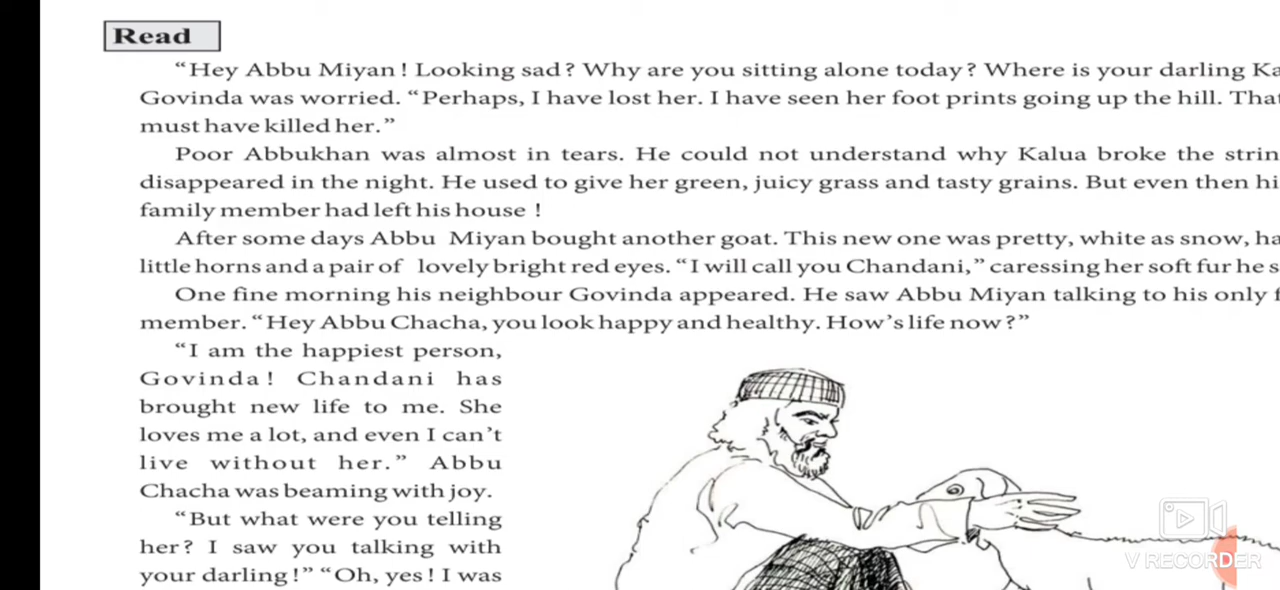 Read
“Hey Abbu Miyan! Looking sad? Why are you sitting alone today? Where is your darling
Govinda was worried. “Perhaps, I have lost her. I have seen her foot prints going up the hill.
must have killed her.”
Poor Abbukhan was almost in tears. He could not understand why Kalua broke the
disappeared in the night. He used to give her green, juicy grass and tasty grains. But even then
family member had left his house !
After some days Abbu Miyan bought another goat. This new one was pretty, white as snow,
little horns and a pair of lovely bright red eyes. “I will call you Chandani,” caressing her soft fur he
One fine morning his neighbour Govinda appeared. He saw Abbu Miyan talking to his only
member. “Hey Abbu Chacha, you look happy and healthy. How’s life now?”
“I am the happiest person,
Govinda! Chandani has
brought new life to me. She
loves me a lot, and even I can’t
live without her.” Abbu
Chacha was beaming with joy.
“But what were you telling
her? I saw you talking with
your darling!” “Oh, yes! I was
V RECORDER